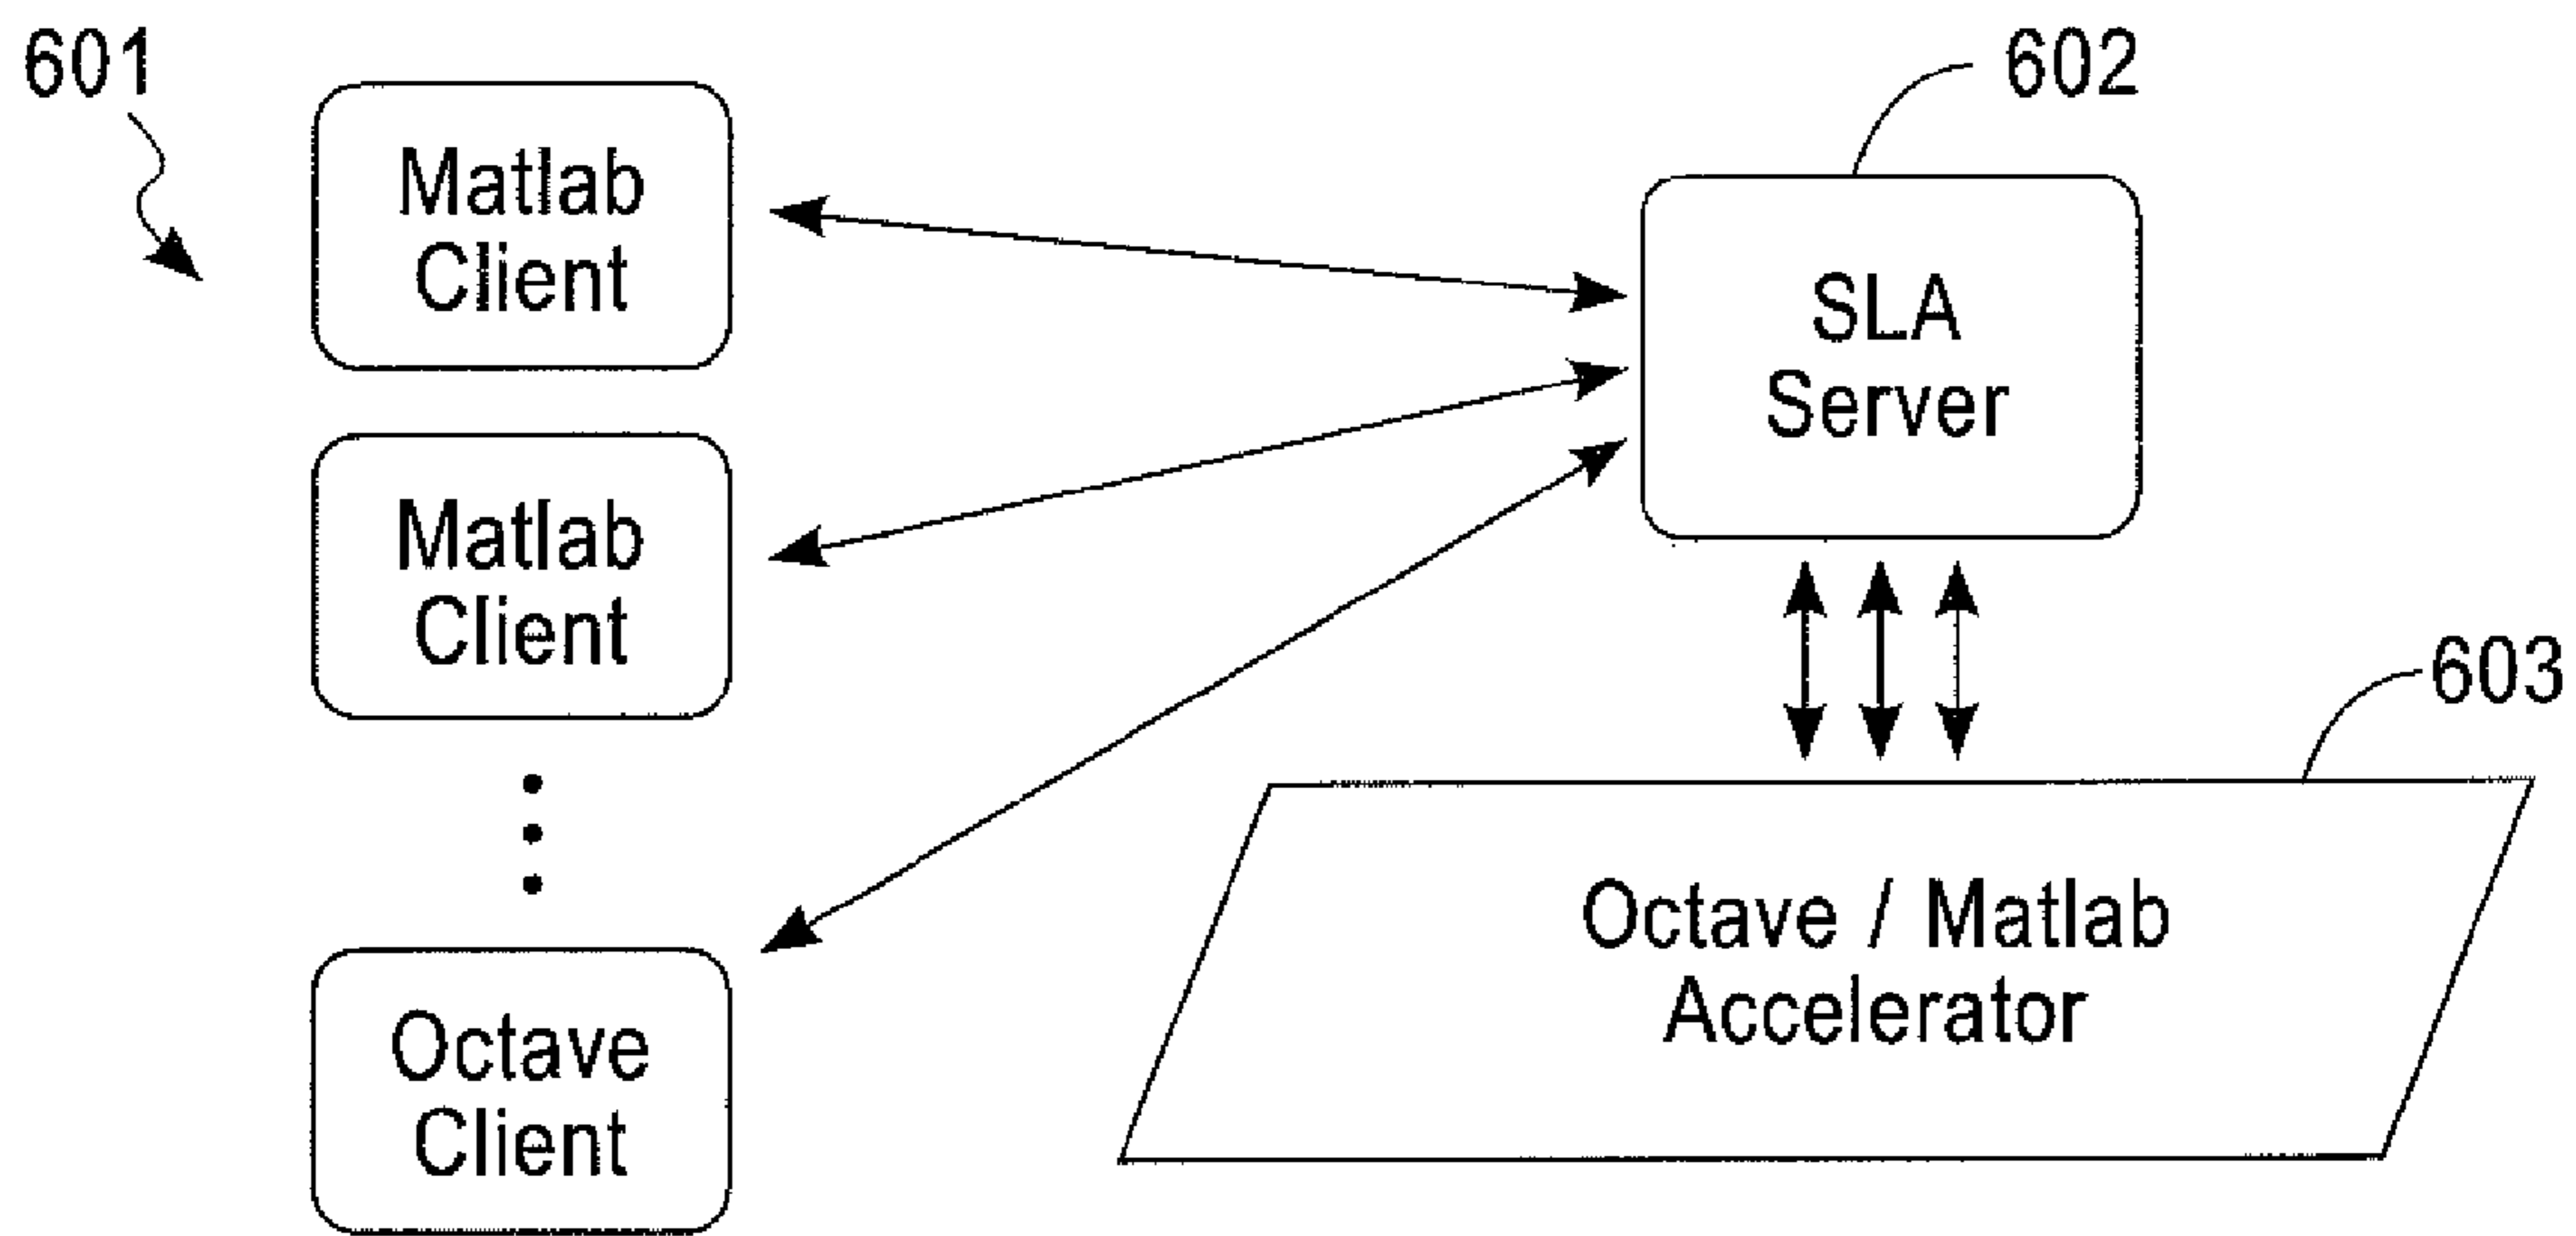 601
Matlab
Client
602
SLA
Server
Matlab
Client
603
Octave / Matlab
Accelerator
Octave
Client